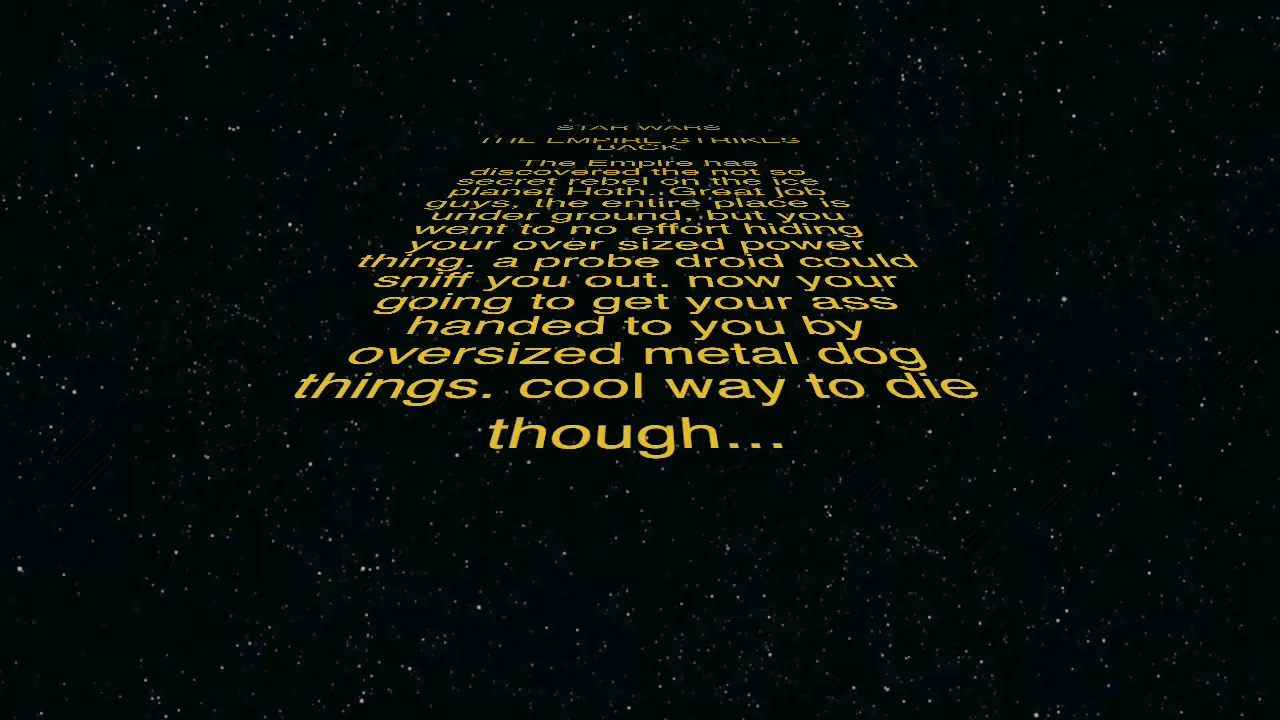 STAR WARS
THE EMPIRE STRIKES
BACK
The Empire has
discovered the not so
secret rebel on the ice
planet Hoth. Great job
guys, the entire place is
under ground, but you
went to no effort hiding
your over sized power
thing. a probe droid could
sniff you out. now your
going to get your ass
handed to you by
oversized metal dog
things. cool way to die
though...